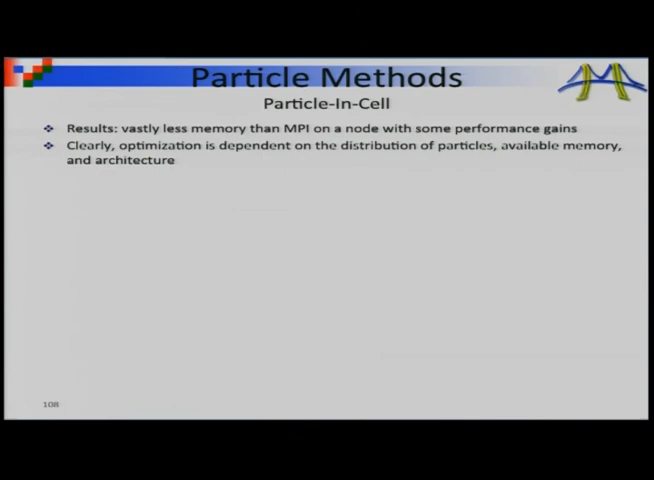 Particle Methods
Particle-In-Cell
❖ Results: vastly less memory than MPI on a node with some performance gains
❖ Clearly, optimization is dependent on the distribution of particles, available memory,
and architecture
108